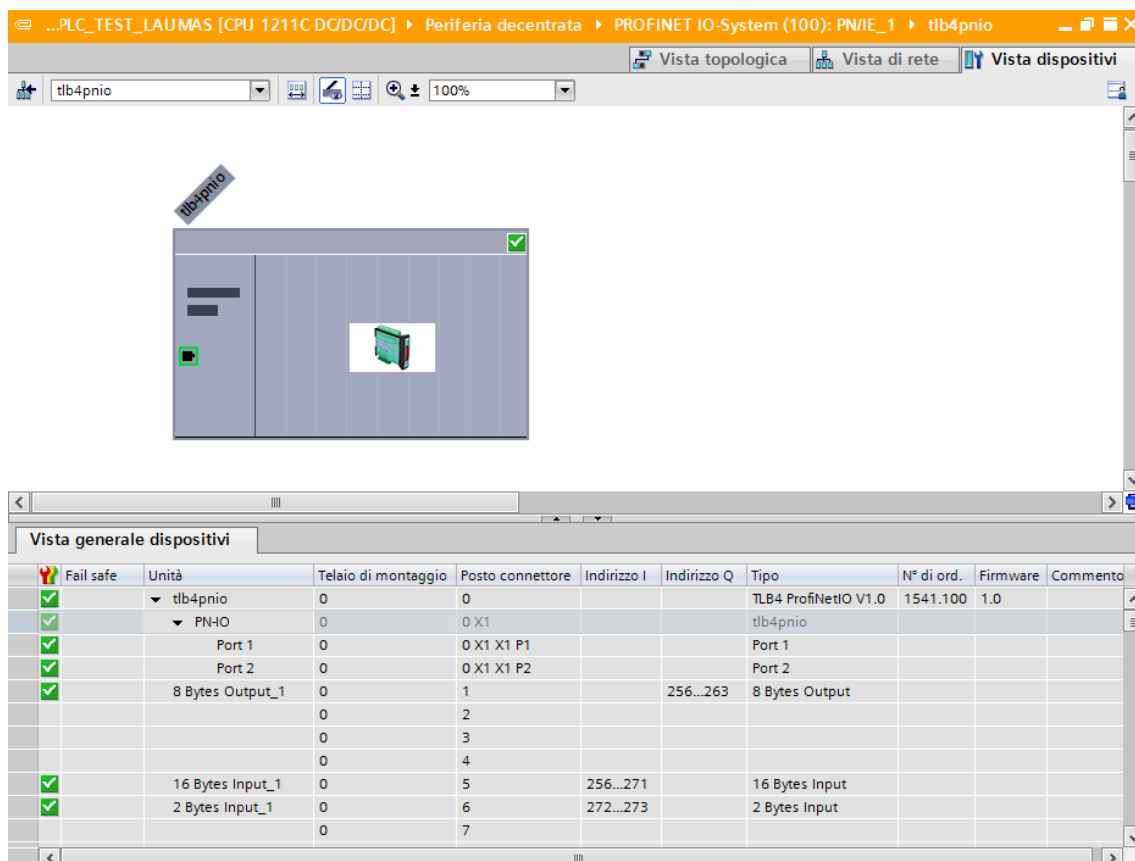 ...PLC_TEST_LAUMAS [CPU 1211C DC/DC/DC] Periferia decentrata PROFINET IO-System (100): PN/IE_1 tlb4pnio
Vista topologica Vista di rete Vista dispositivi
tlb4pnio 100%
tlb4pnio
Vista generale dispositivi
Fail safe Unità Telaio di montaggio Posto connettore Indirizzo I Indirizzo Q Tipo N° di ord. Firmware Commento
tlb4pnio 0 0 TLB4 ProfiNetIO V1.0 1541.100 1.0
PN-IO 0 0 X1 tlb4pnio
Port 1 0 0 X1 X1 P1 Port 1
Port 2 0 0 X1 X1 P2 Port 2
8 Bytes Output_1 0 1 256...263 8 Bytes Output
0 2
0 3
0 4
16 Bytes Input_1 0 5 256...271 16 Bytes Input
2 Bytes Input_1 0 6 272...273 2 Bytes Input
0 7